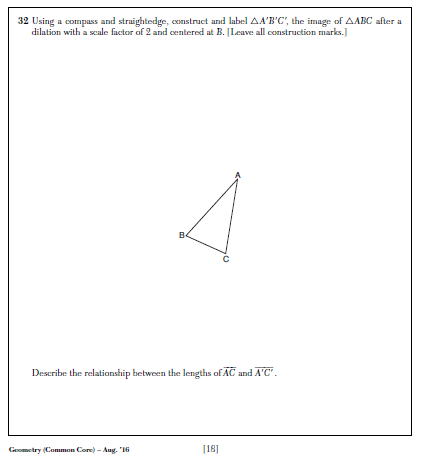 32 Using a compass and straightedge, construct and label △A'B'C', the image of △ABC after a
dilation with a scale factor of 2 and centered at B. [Leave all construction marks.]
A
B
C
Describe the relationship between the lengths of AC and A'C'.
Geometry (Common Core) – Aug. '16
[18]